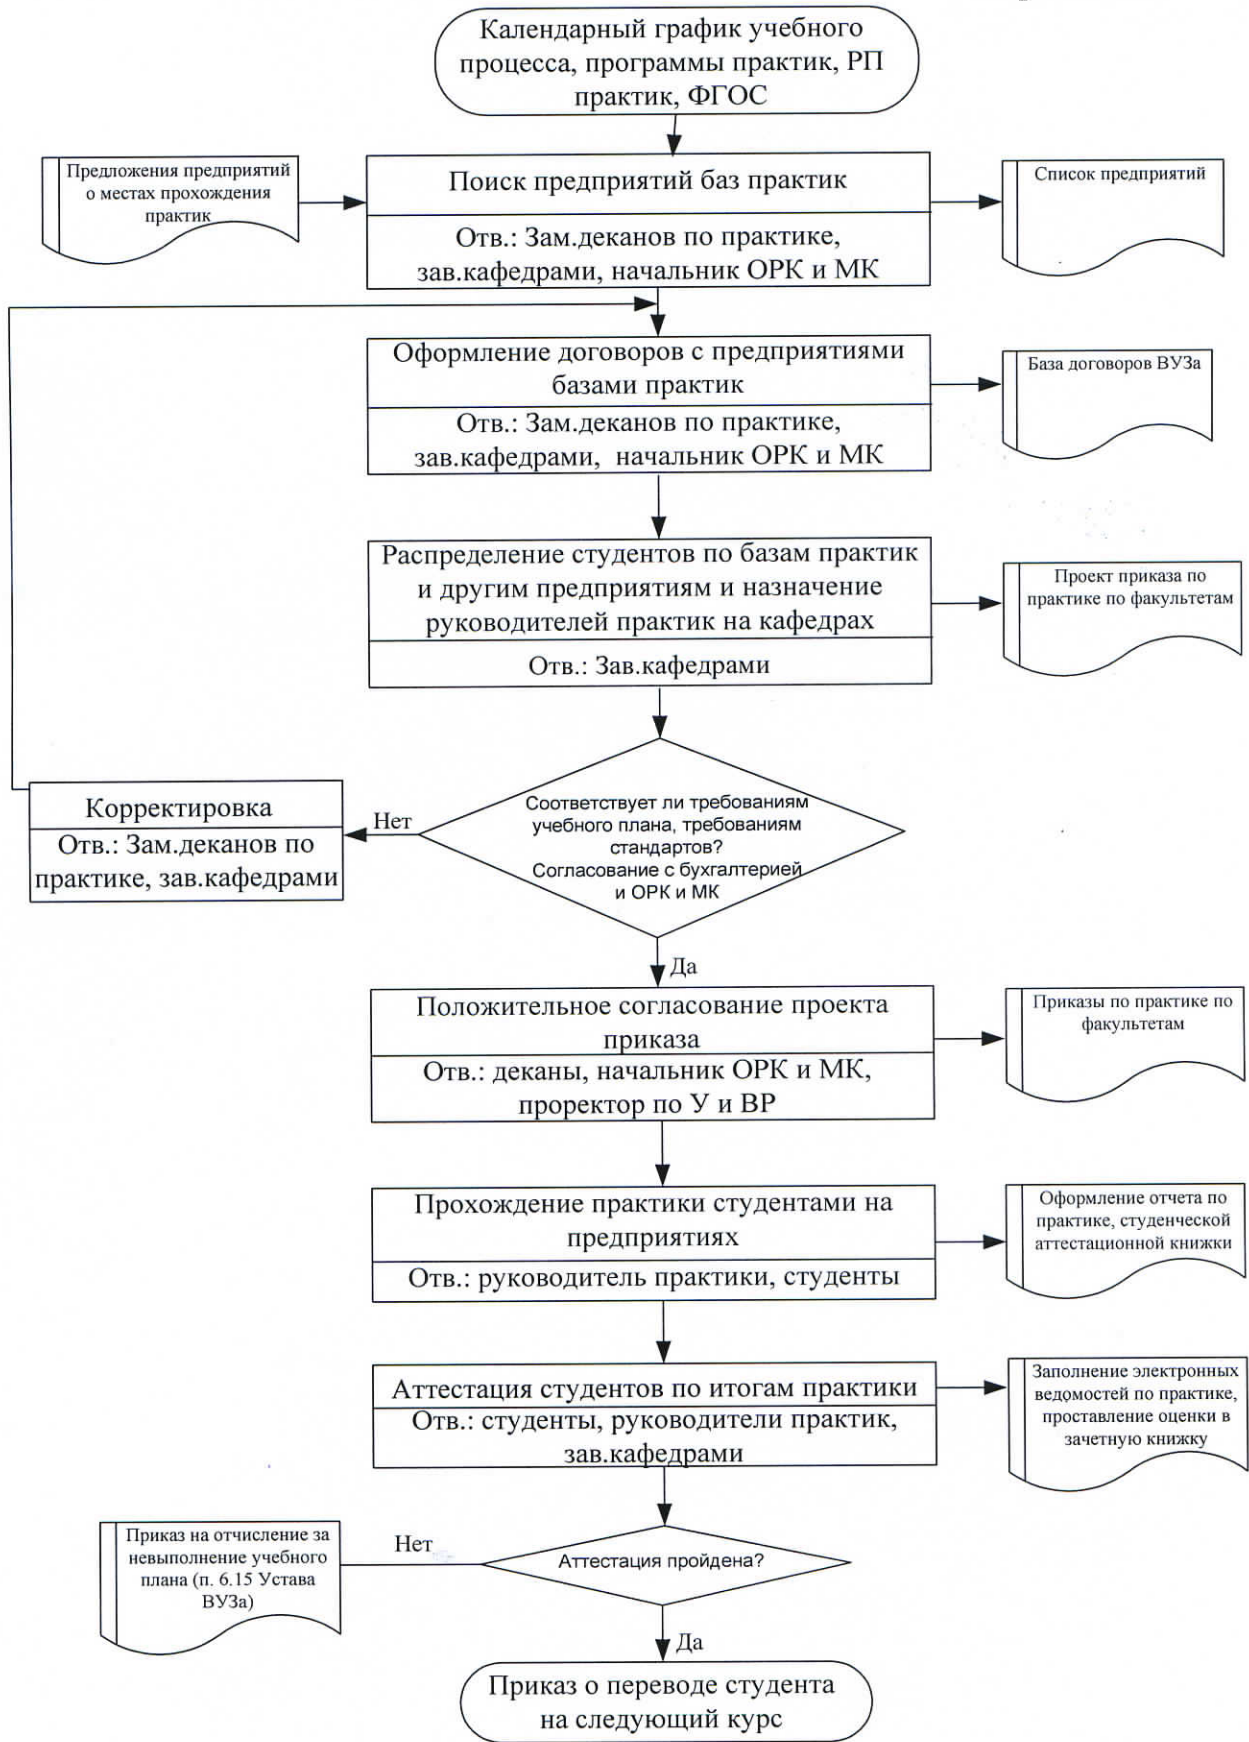 Календарный график учебного
процесса, программы практик, РП
практик, ФГОС
Предложения предприятий
о местах прохождения
практик
Поиск предприятий баз практик
Отв.: Зам.деканов по практике,
зав.кафедрами, начальник ОРК и МК
Список предприятий
Оформление договоров с предприятиями
базами практик
Отв.: Зам.деканов по практике,
зав.кафедрами, начальник ОРК и МК
База договоров ВУЗа
Распределение студентов по базам практик
и другим предприятиям и назначение
руководителей практик на кафедрах
Отв.: Зав.кафедрами
Проект приказа по
практике по факультетам
Соответствует ли требованиям
учебного плана, требованиям
стандартов?
Согласование с бухгалтерией
и ОРК и МК
Нет
Корректировка
Отв.: Зам.деканов по
практике, зав.кафедрами
Да
Положительное согласование проекта
приказа
Отв.: деканы, начальник ОРК и МК,
проректор по У и ВР
Приказы по практике по
факультетам
Прохождение практики студентами на
предприятиях
Отв.: руководитель практики, студенты
Оформление отчета по
практике, студенческой
аттестационной книжки
Аттестация студентов по итогам практики
Отв.: студенты, руководители практик,
зав.кафедрами
Заполнение электронных
ведомостей по практике,
проставление оценки в
зачетную книжку
Аттестация пройдена?
Нет
Приказ на отчисление за
невыполнение учебного
плана (п. 6.15 Устава
ВУЗа)
Да
Приказ о переводе студента
на следующий курс